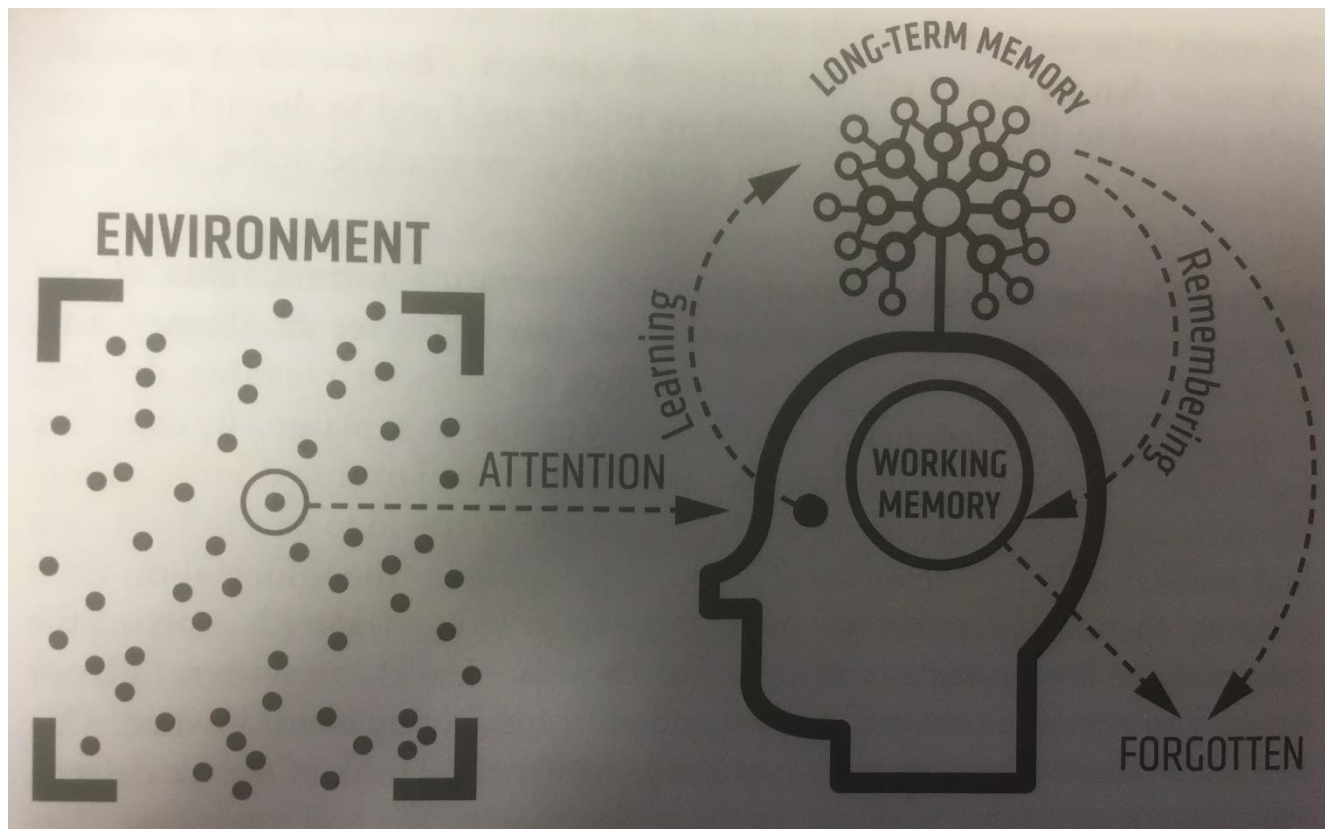 LONG-TERM MEMORY
ENVIRONMENT
Learning
Remembering
ATTENTION
WORKING
MEMORY
FORGOTTEN